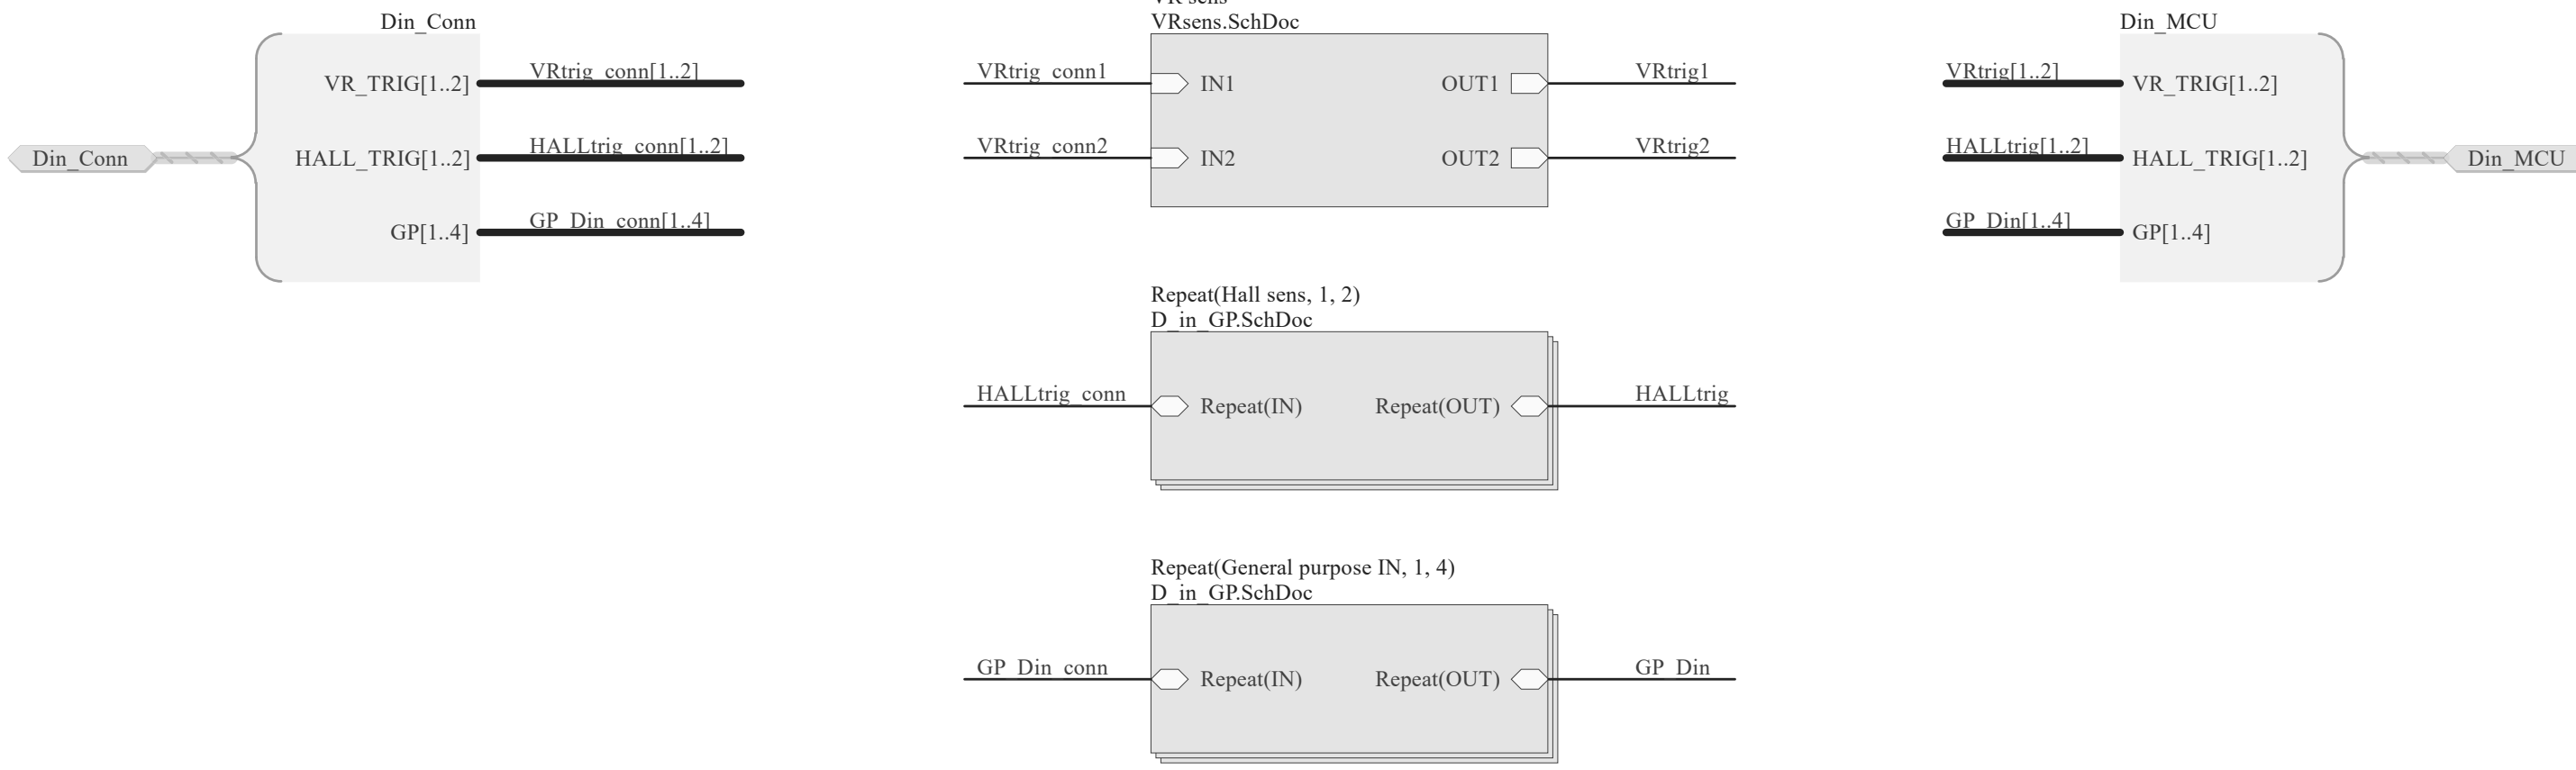 Din_Conn
VR_TRIG[1..2]
VRtrig_conn[1..2]
HALL_TRIG[1..2]
HALLtrig_conn[1..2]
GP[1..4]
GP_Din_conn[1..4]
Din_Conn
VR sens
VRsens.SchDoc
VRtrig_conn1
IN1
OUT1
VRtrig1
VRtrig_conn2
IN2
OUT2
VRtrig2
Repeat(Hall sens, 1, 2)
D_in_GP.SchDoc
HALLtrig_conn
Repeat(IN)
Repeat(OUT)
HALLtrig
Repeat(General purpose IN, 1, 4)
D_in_GP.SchDoc
GP_Din_conn
Repeat(IN)
Repeat(OUT)
GP_Din
Din_MCU
VRtrig[1..2]
VR_TRIG[1..2]
HALLtrig[1..2]
HALL_TRIG[1..2]
GP_Din[1..4]
GP[1..4]
Din_MCU